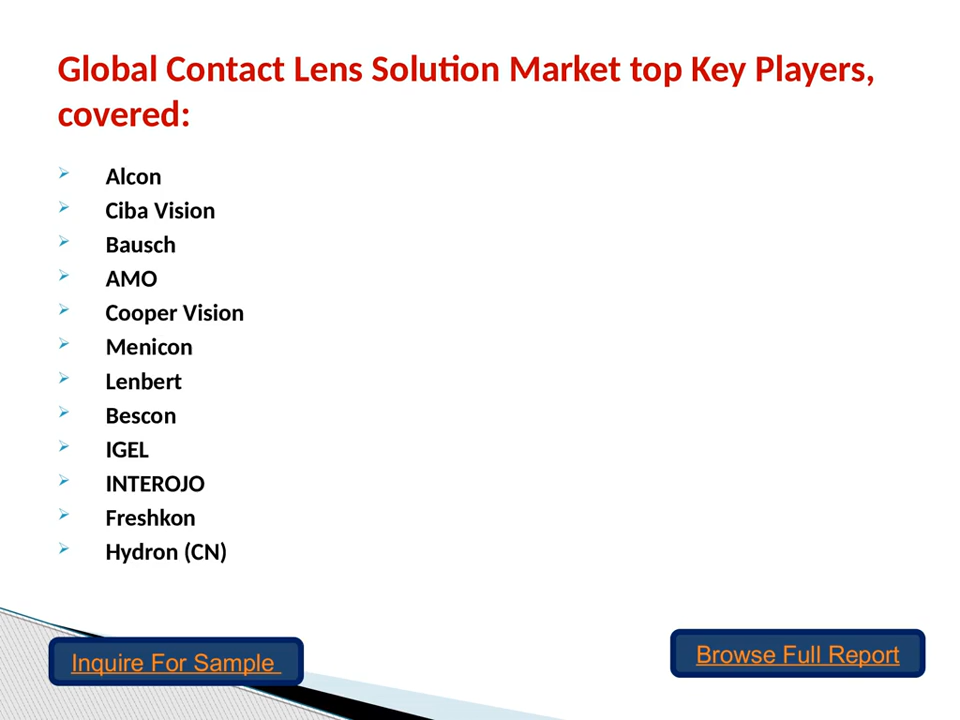 Global Contact Lens Solution Market top Key Players,
covered:
Alcon
Ciba Vision
Bausch
AMO
Cooper Vision
Menicon
Lenbert
Bescon
IGEL
INTEROJO
Freshkon
Hydron (CN)
Inquire For Sample
Browse Full Report